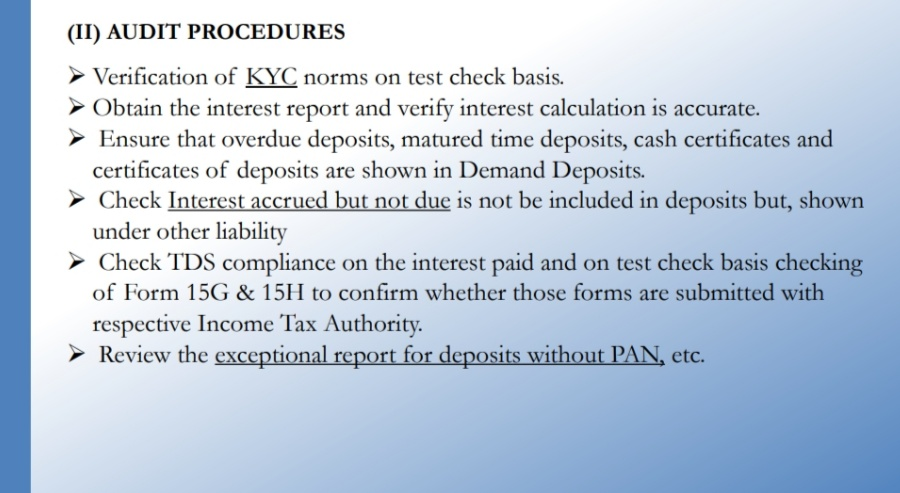 (II) AUDIT PROCEDURES
➤ Verification of KYC norms on test check basis.
➤ Obtain the interest report and verify interest calculation is accurate.
➤ Ensure that overdue deposits, matured time deposits, cash certificates and
certificates of deposits are shown in Demand Deposits.
➤ Check Interest accrued but not due is not be included in deposits but, shown
under other liability
➤ Check TDS compliance on the interest paid and on test check basis checking
of Form 15G & 15H to confirm whether those forms are submitted with
respective Income Tax Authority.
➤ Review the exceptional report for deposits without PAN, etc.